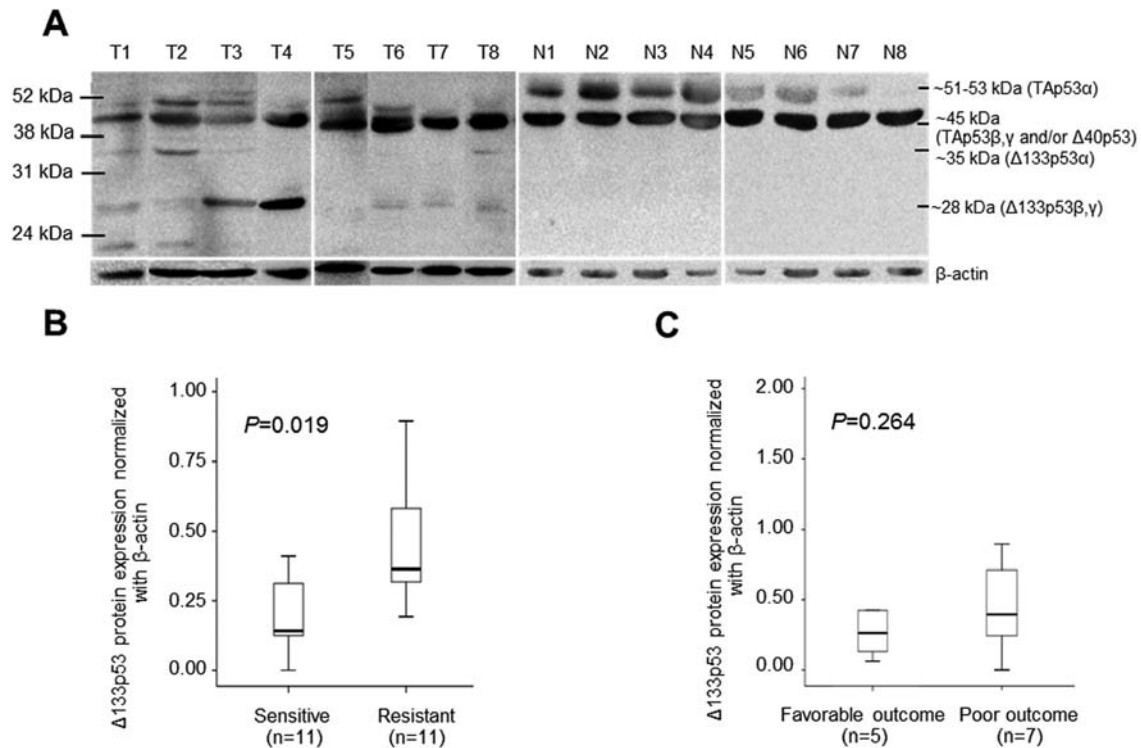 A
T1 T2 T3 T4 T5 T6 T7 T8 N1 N2 N3 N4 N5 N6 N7 N8
52 kDa
38 kDa
31 kDa
24 kDa
~51-53 kDa (TAp53α)
~45 kDa
(TAp53β,γ and/or Δ40p53)
~35 kDa (Δ133p53α)
~28 kDa (Δ133p53β,γ)
β-actin
B
Δ133p53 protein expression normalized
with β-actin
1.00
0.75
0.50
0.25
0.00
P=0.019
Sensitive
(n=11)
Resistant
(n=11)
C
Δ133p53 protein expression normalized
with β-actin
2.00
1.50
1.00
0.50
0.00
P=0.264
Favorable outcome
(n=5)
Poor outcome
(n=7)